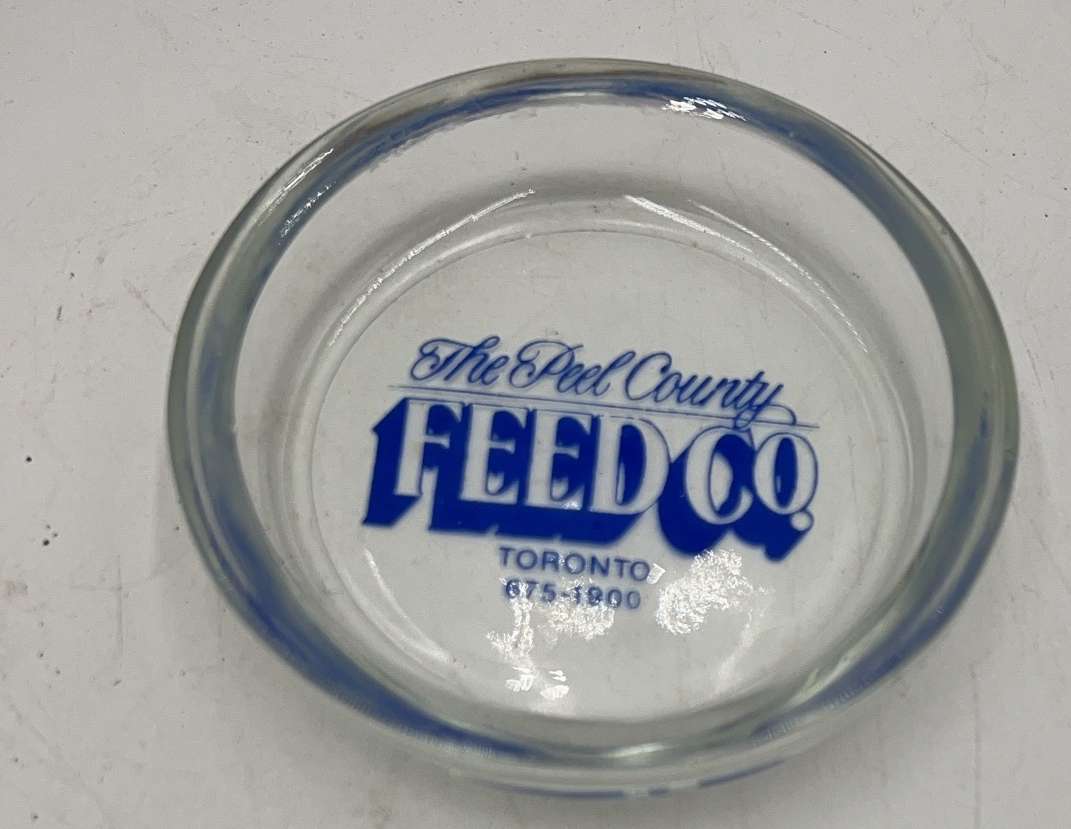 The Peel County
FEED CO.
TORONTO
675-1900